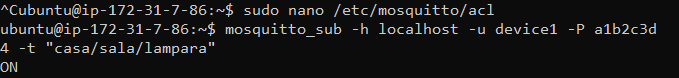 ^Cubuntu@ip-172-31-7-86:~$ sudo nano /etc/mosquitto/acl
ubuntu@ip-172-31-7-86:~$ mosquitto_sub -h localhost -u device1 -P a1b2c3d
4 -t "casa/sala/lampara"
ON